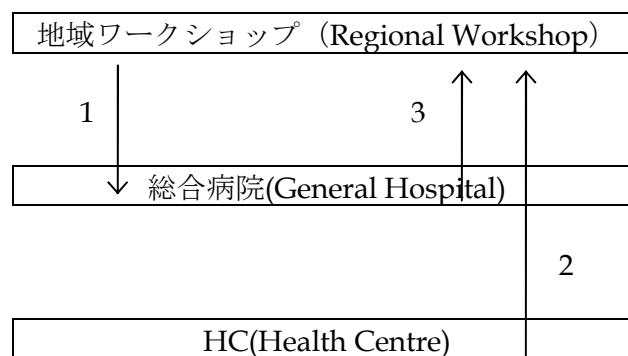 地域ワークショップ（Regional Workshop）
1
3
総合病院(General Hospital)
2
HC(Health Centre)